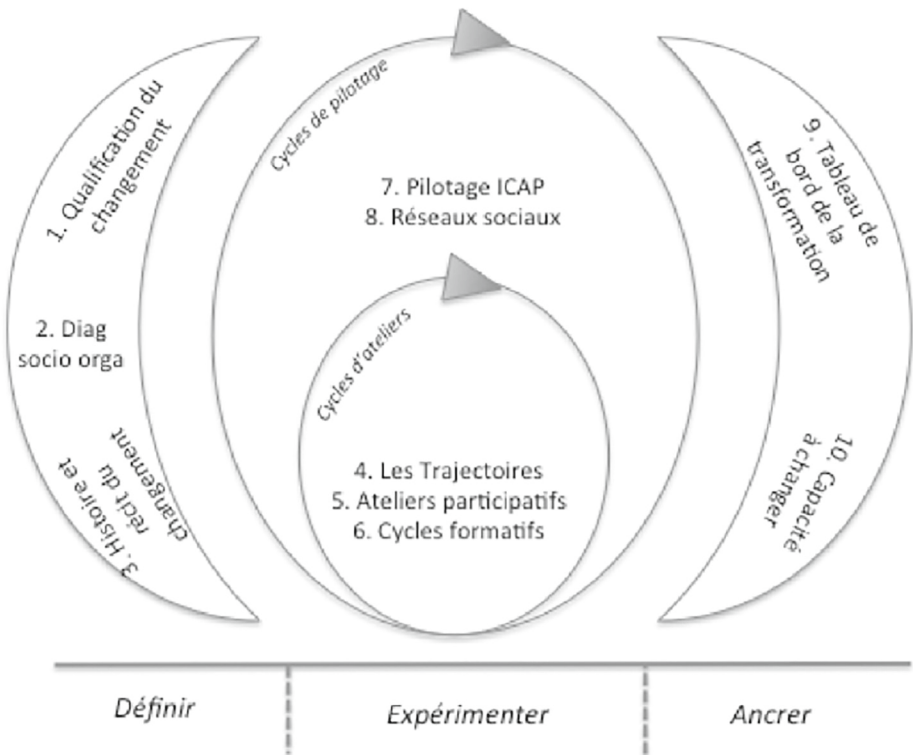 1. Qualification du
changement
2. Diag
socio orga
3. Histoire et
récit du
changement
Cycles de pilotage
7. Pilotage ICAP
8. Réseaux sociaux
Cycles d'ateliers
4. Les Trajectoires
5. Ateliers participatifs
6. Cycles formatifs
9. Tableau de
bord de la
transformation
10. Capacité
à changer
Définir
Expérimenter
Ancrer